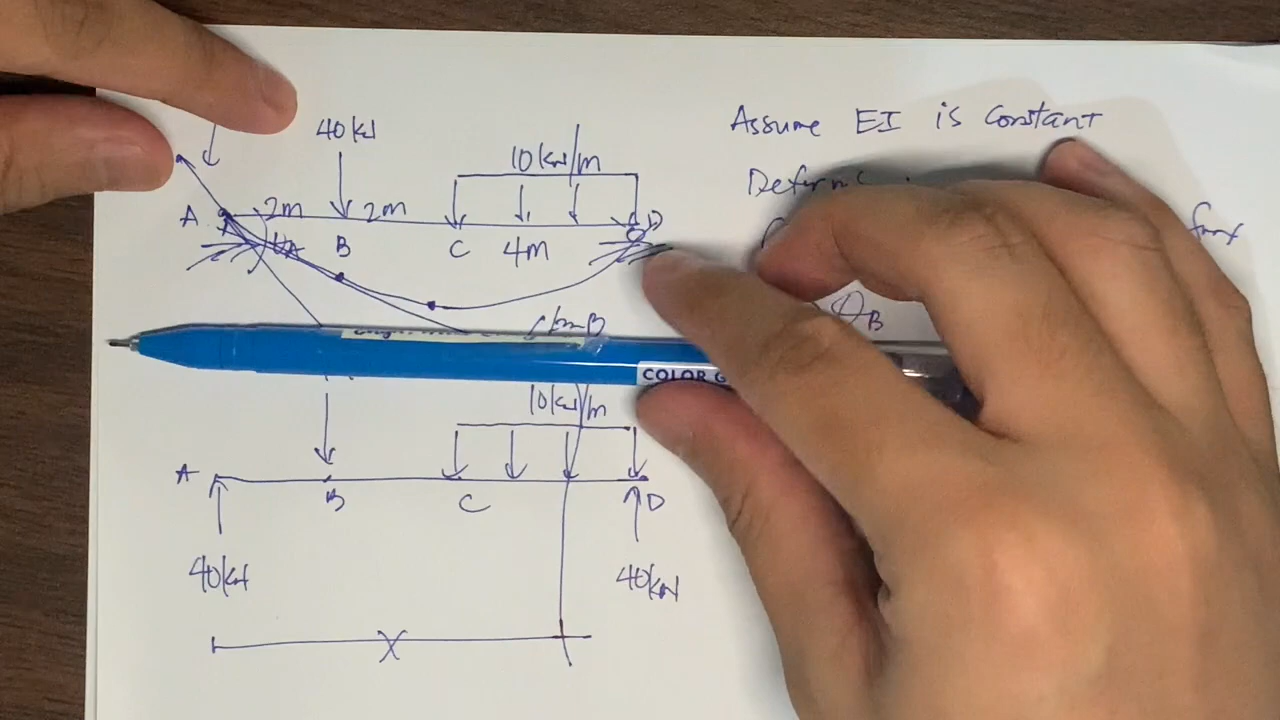 Assume EI is constant
40kN
10kN/m
A 2m 2m D
B C 4m
θB
COLOR G
10kN/m
A
B C D
40kN 40kN
X